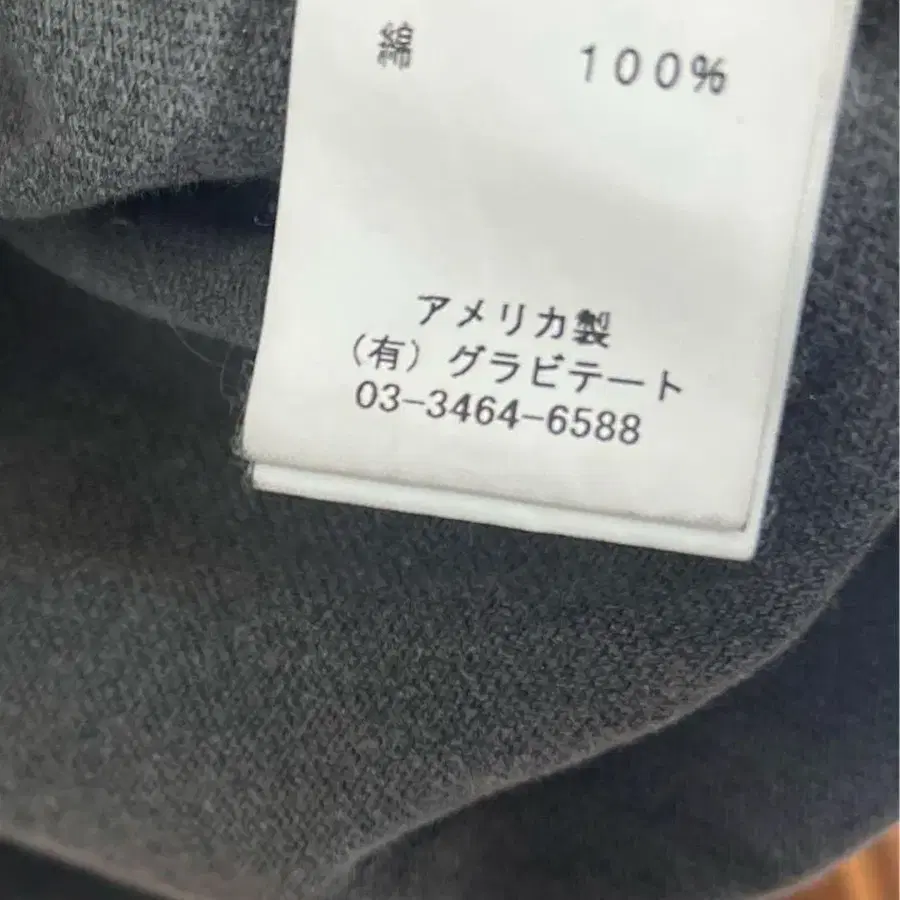 綿 100%
アメリカ製
(有) グラビテート
03-3464-6588